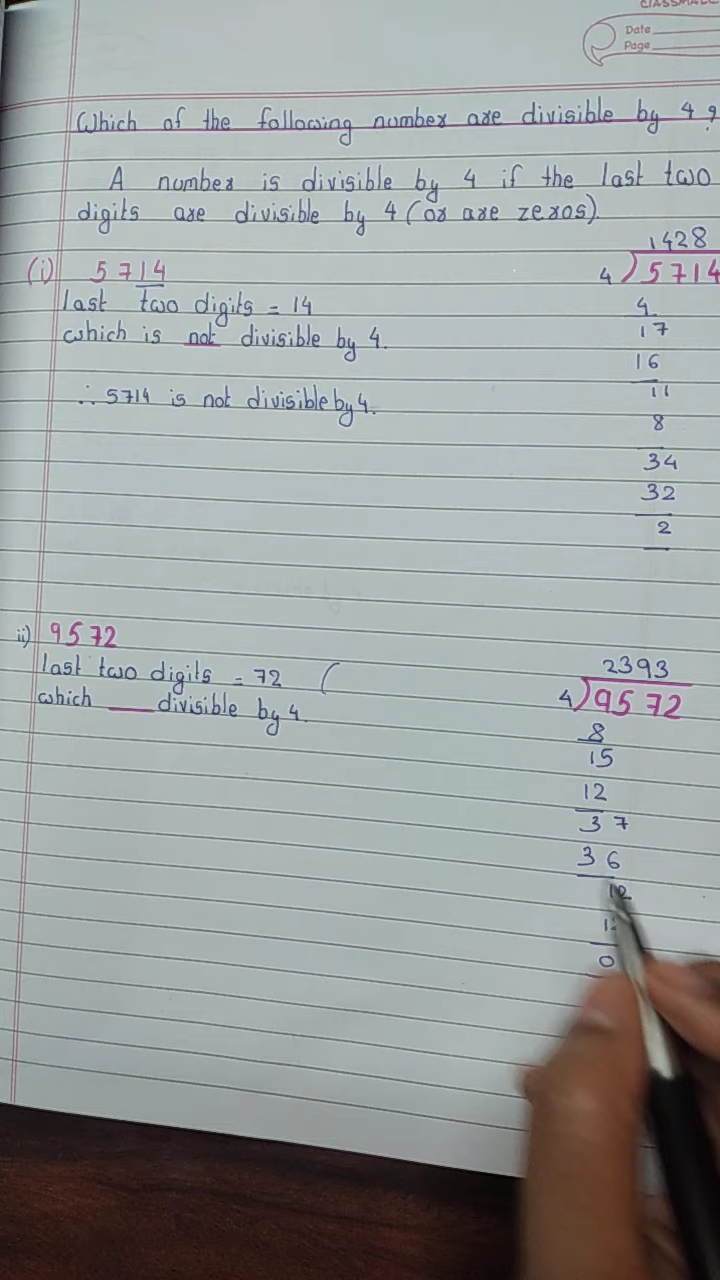 Date
Page
Which of the following number are divisible by 4 ?
A number is divisible by 4 if the last two
digits are divisible by 4 (or are zeros)
(i) 5714
last two digits = 14
which is not divisible by 4.
∴ 5714 is not divisible by 4.
1428
4)5714
4
17
16
11
8
34
32
2
ii) 9572
last two digits = 72 (
which ___ divisible by 4.
2393
4)9572
8
15
12
37
36
12
0